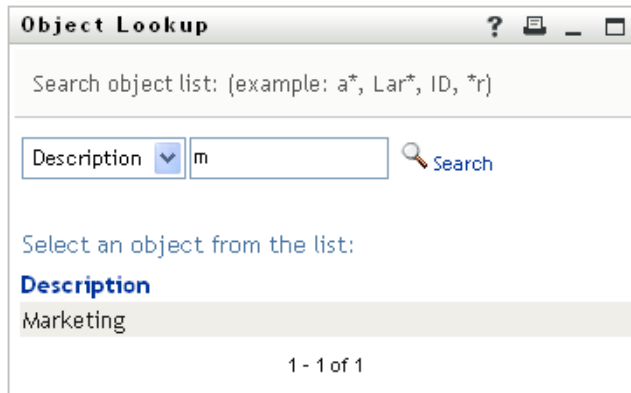 Object Lookup ?
Search object list: (example: a*, Lar*, ID, *r)
Description m Search
Select an object from the list:
Description
Marketing
1 - 1 of 1